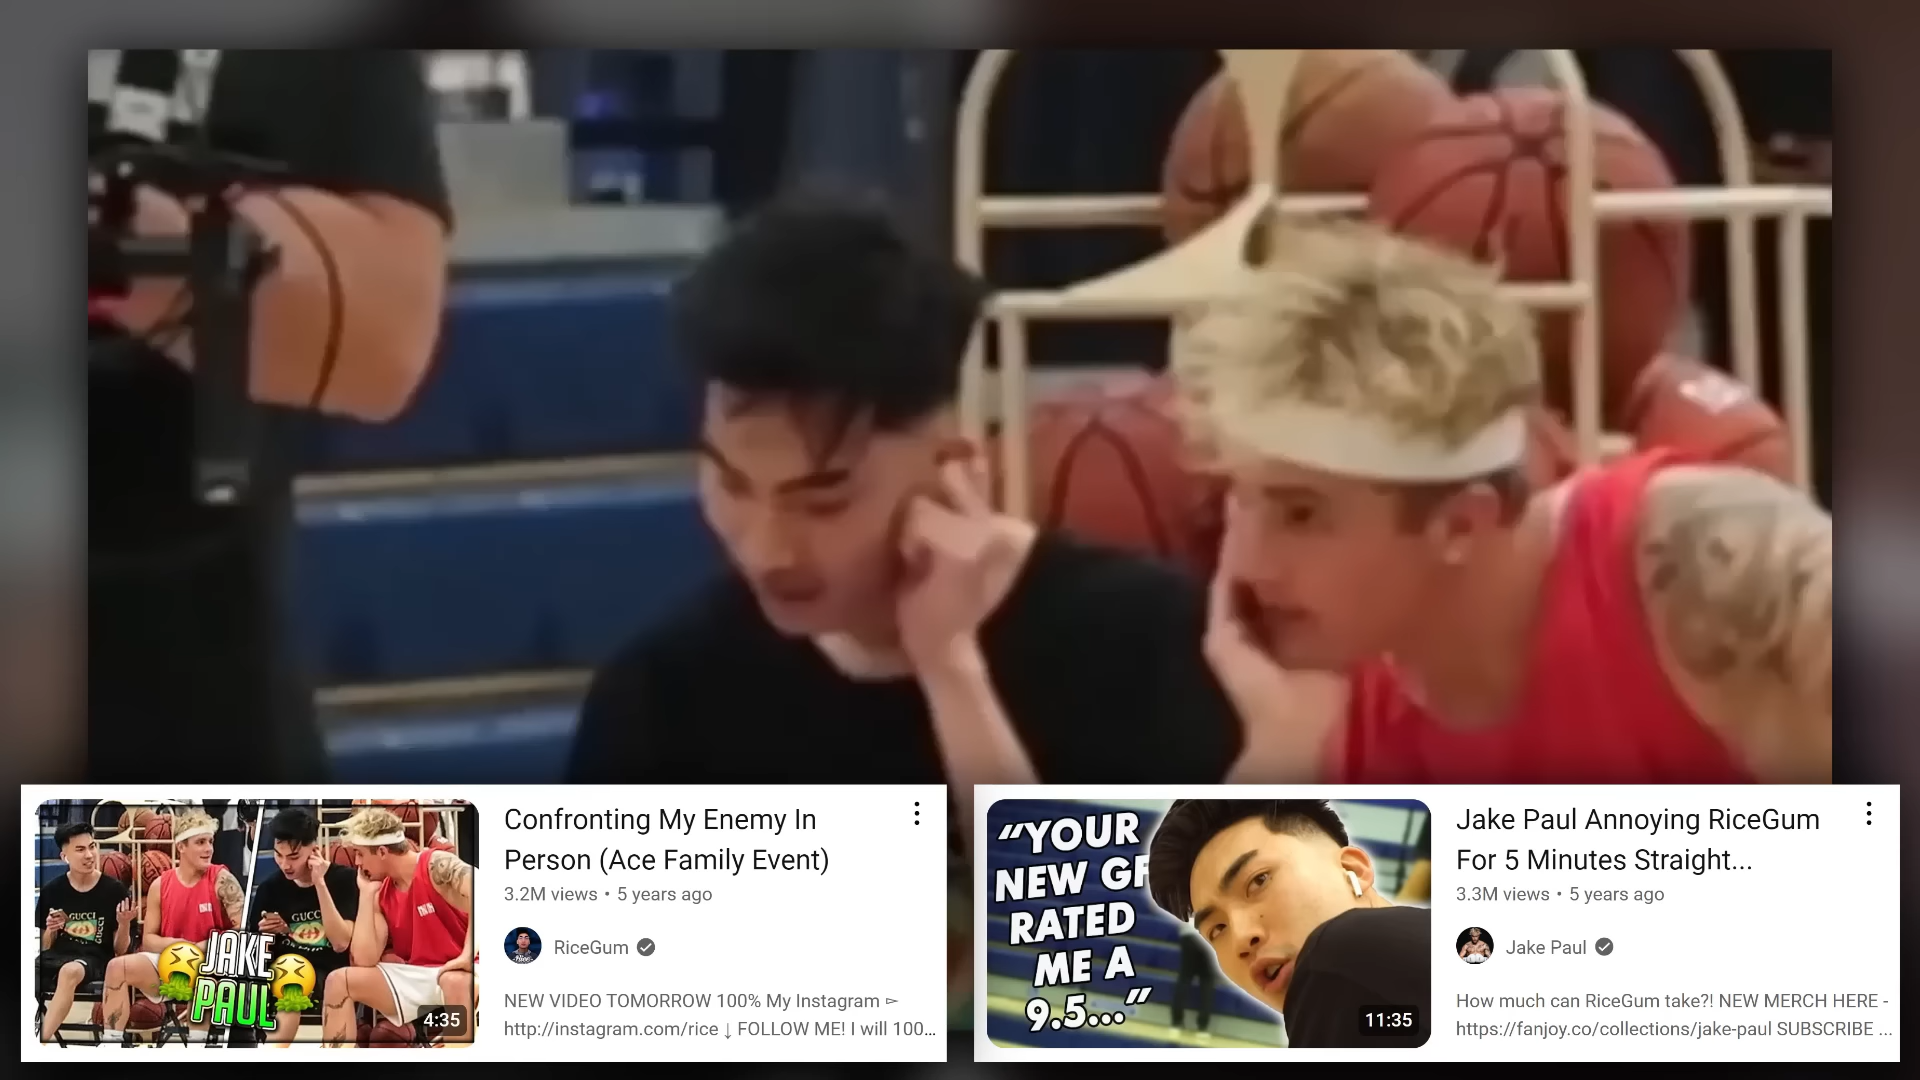 Confronting My Enemy In
Person (Ace Family Event)
3.2M views • 5 years ago
RiceGum
NEW VIDEO TOMORROW 100% My Instagram ➢
http://instagram.com/rice ↓ FOLLOW ME! I will 100...
GUCCI
GUCCI
JAKE
PAUL
4:35
Jake Paul Annoying RiceGum
For 5 Minutes Straight...
3.3M views • 5 years ago
Jake Paul
How much can RiceGum take?! NEW MERCH HERE -
https://fanjoy.co/collections/jake-paul SUBSCRIBE ...
“YOUR
NEW GF
RATED
ME A
9.5...”
11:35